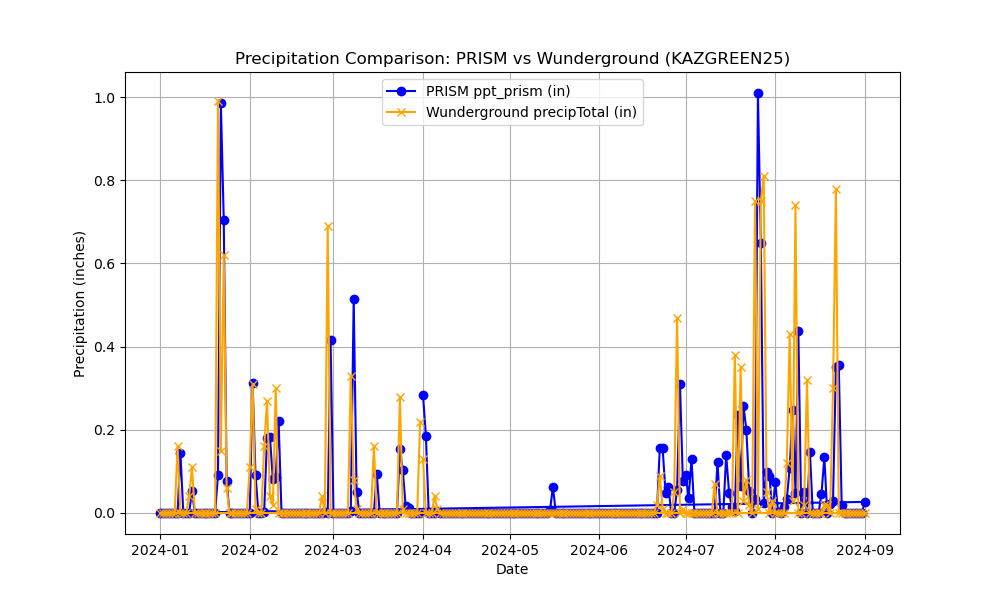 Precipitation Comparison: PRISM vs Wunderground (KAZGREEN25)
PRISM ppt_prism (in)
Wunderground precipTotal (in)
Precipitation (inches)
1.0
0.8
0.6
0.4
0.2
0.0
2024-01 2024-02 2024-03 2024-04 2024-05 2024-06 2024-07 2024-08 2024-09
Date